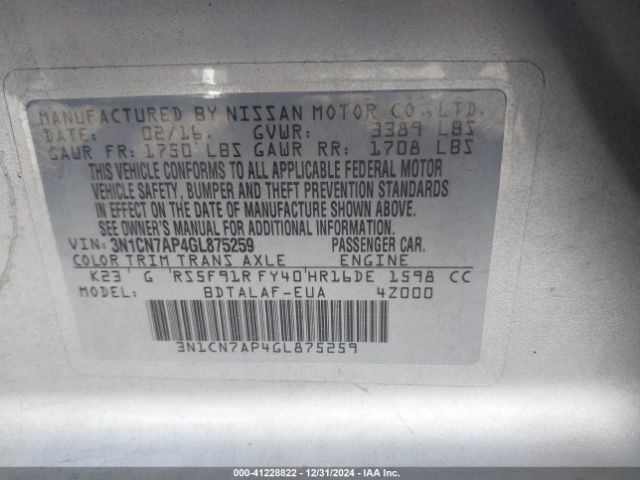 MANUFACTURED BY NISSAN MOTOR CO., LTD.
DATE: 02/16 GVWR: 3389 LBS
GAWR FR: 1750 LBS GAWR RR: 1708 LBS
THIS VEHICLE CONFORMS TO ALL APPLICABLE FEDERAL MOTOR
VEHICLE SAFETY, BUMPER AND THEFT PREVENTION STANDARDS
IN EFFECT ON THE DATE OF MANUFACTURE SHOWN ABOVE.
SEE OWNER'S MANUAL FOR ADDITIONAL INFORMATION.
VIN: 3N1CN7AP4GL875259 PASSENGER CAR.
COLOR TRIM TRANS AXLE ENGINE
K23 G RS5F91R FY40 HR16DE 1598 CC
MODEL: BDTALAF-EUA 4Z000
3N1CN7AP4GL875259
000-41228822 - 12/31/2024 - IAA, Inc.